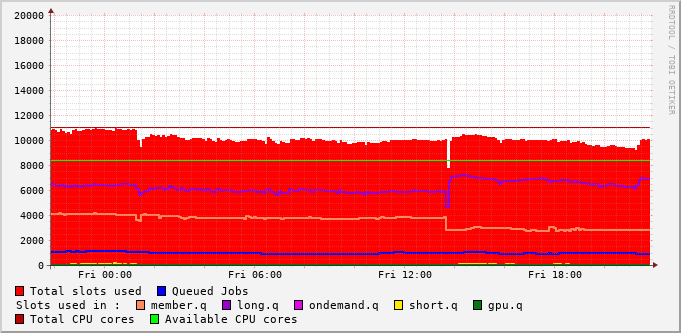 20000
18000
16000
14000
12000
10000
8000
6000
4000
2000
0
Fri 00:00 Fri 06:00 Fri 12:00 Fri 18:00
RRDTOOL / TOBI OETIKER
Total slots used Queued Jobs
Slots used in : member.q long.q ondemand.q short.q gpu.q
Total CPU cores Available CPU cores